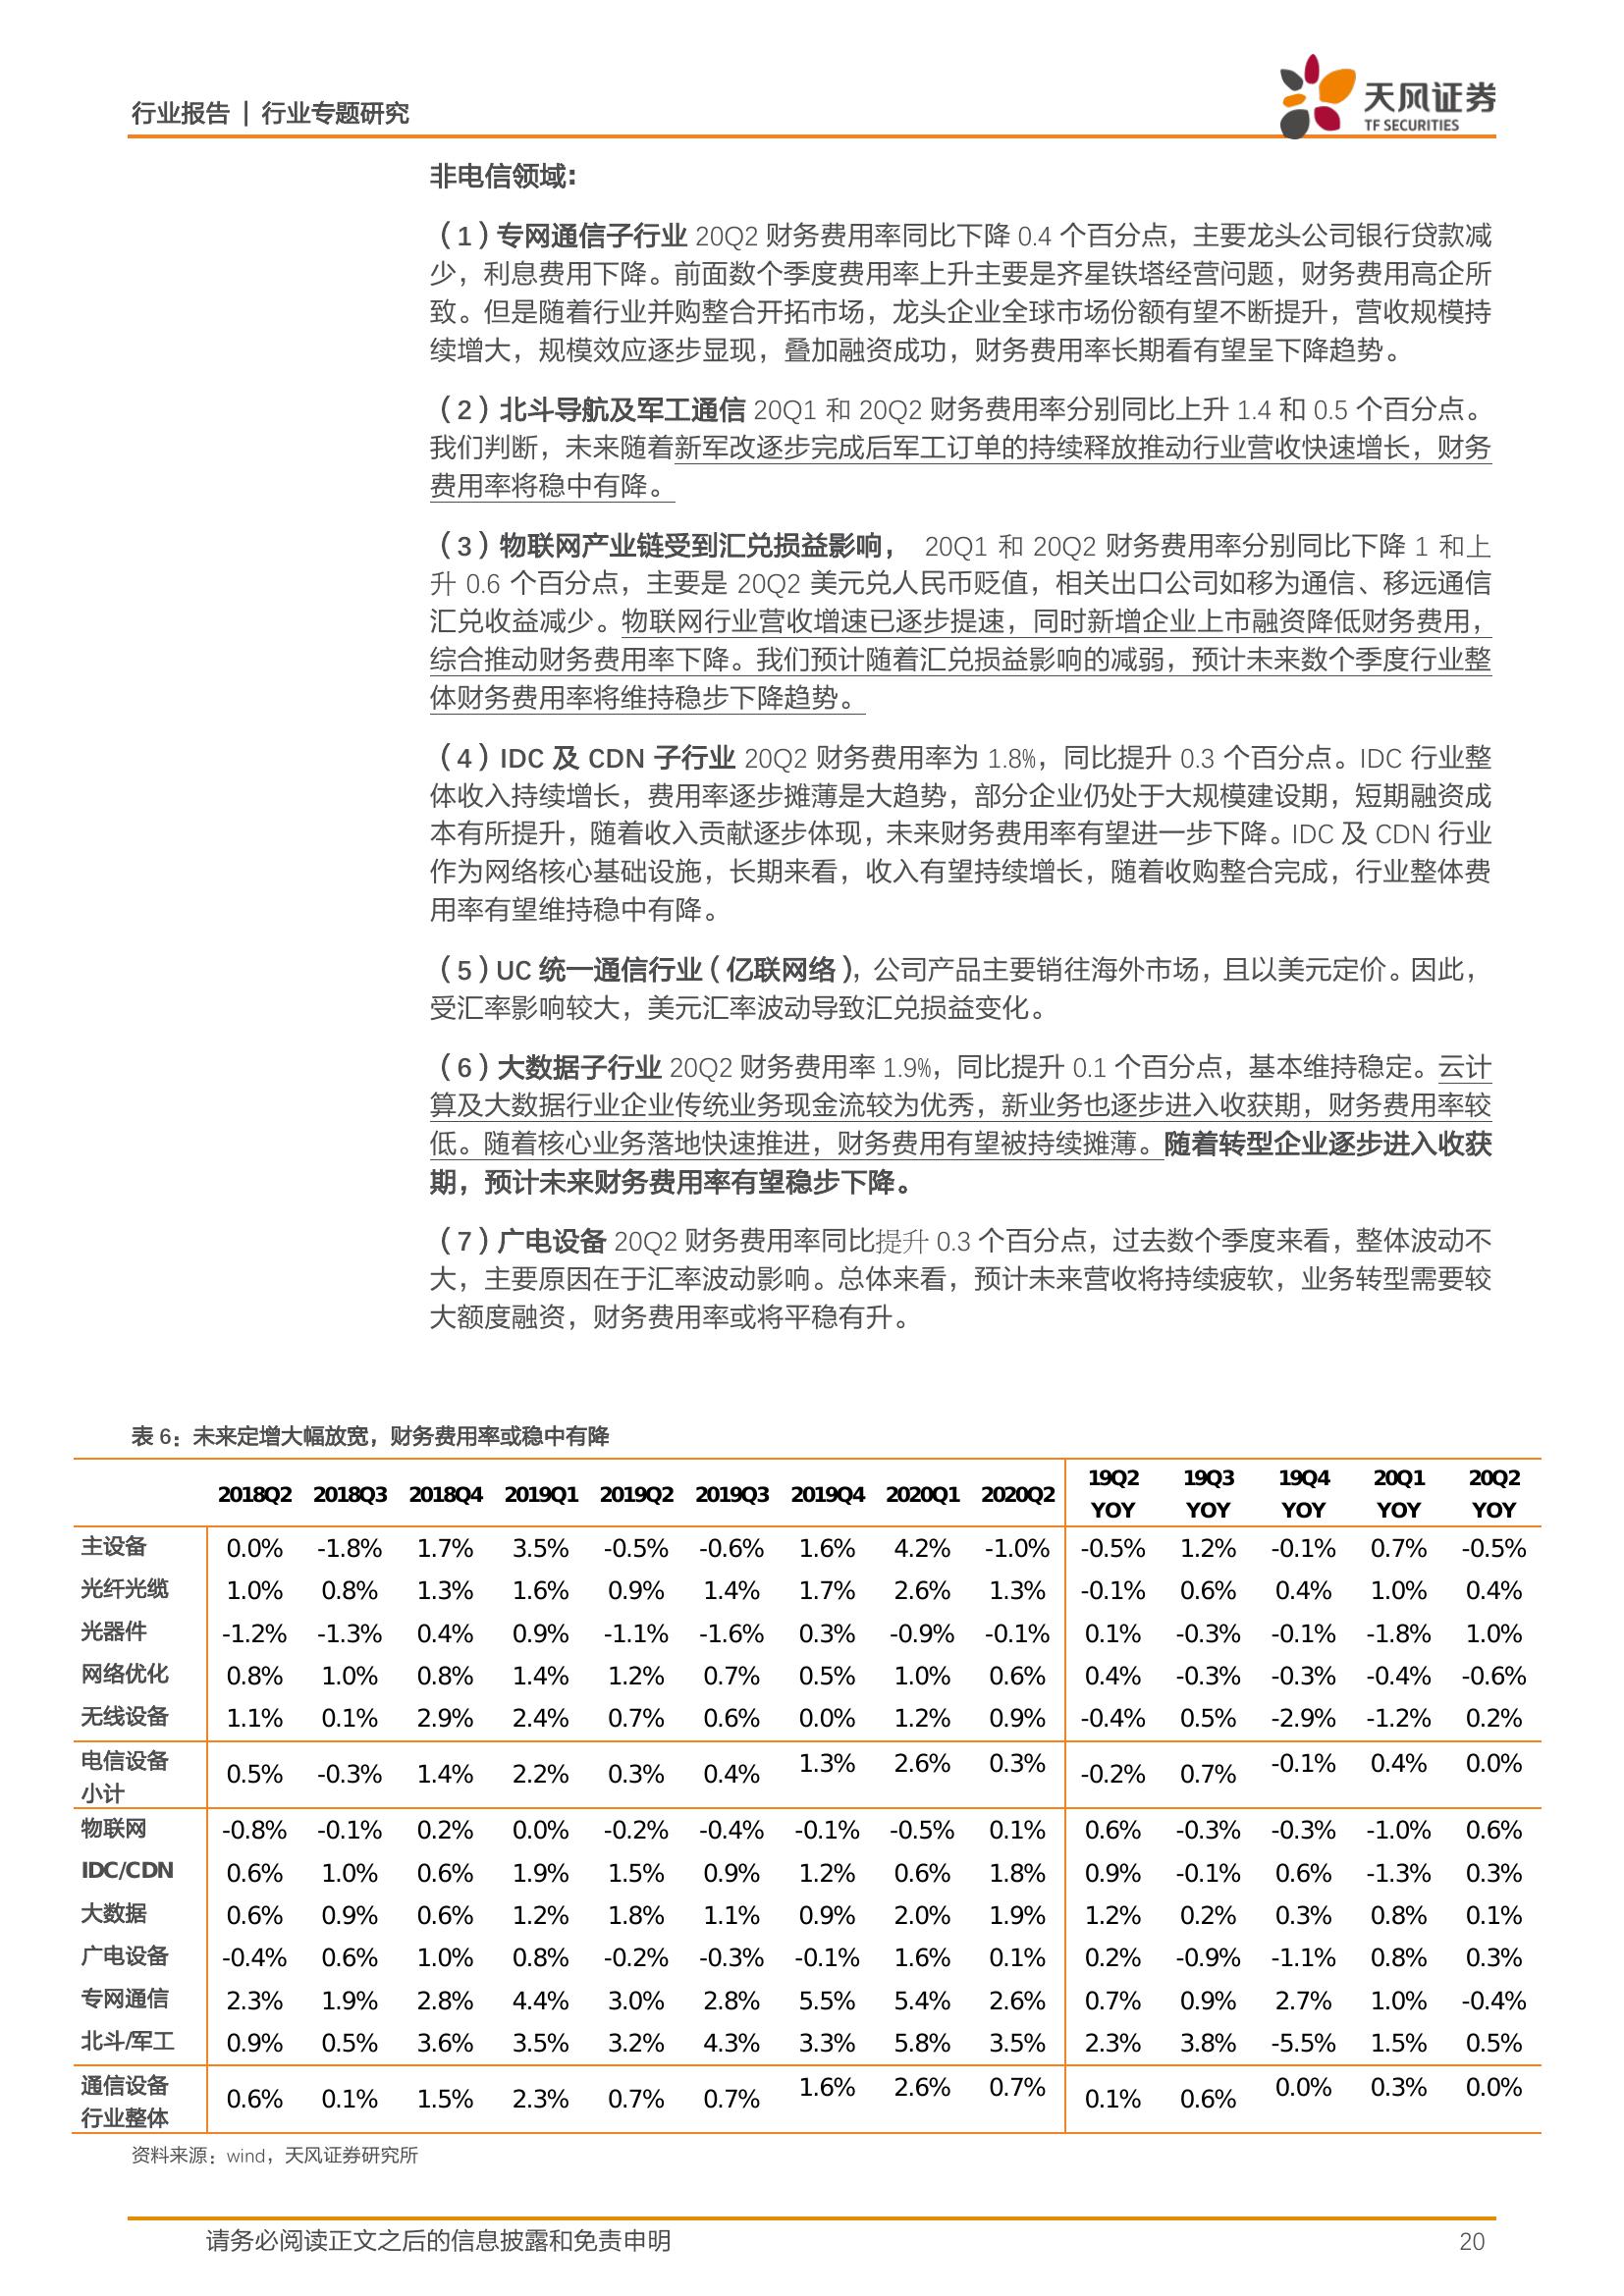 行业报告 | 行业专题研究
天风证券
TF SECURITIES
非电信领域:
（1）专网通信子行业 20Q2 财务费用率同比下降 0.4 个百分点，主要龙头公司银行贷款减
少，利息费用下降。前面数个季度费用率上升主要是齐星铁塔经营问题，财务费用高企所
致。但是随着行业并购整合开拓市场，龙头企业全球市场份额有望不断提升，营收规模持
续增大，规模效应逐步显现，叠加融资成功，财务费用率长期看有望呈下降趋势。
（2）北斗导航及军工通信 20Q1 和 20Q2 财务费用率分别同比上升 1.4 和 0.5 个百分点。
我们判断，未来随着新军改逐步完成后军工订单的持续释放推动行业营收快速增长，财务
费用率将稳中有降。
（3）物联网产业链受到汇兑损益影响， 20Q1 和 20Q2 财务费用率分别同比下降 1 和上
升 0.6 个百分点，主要是 20Q2 美元兑人民币贬值，相关出口公司如移为通信、移远通信
汇兑收益减少。物联网行业营收增速已逐步提速，同时新增企业上市融资降低财务费用，
综合推动财务费用率下降。我们预计随着汇兑损益影响的减弱，预计未来数个季度行业整
体财务费用率将维持稳步下降趋势。
（4）IDC 及 CDN 子行业 20Q2 财务费用率为 1.8%，同比提升 0.3 个百分点。IDC 行业整
体收入持续增长，费用率逐步摊薄是大趋势，部分企业仍处于大规模建设期，短期融资成
本有所提升，随着收入贡献逐步体现，未来财务费用率有望进一步下降。IDC 及 CDN 行业
作为网络核心基础设施，长期来看，收入有望持续增长，随着收购整合完成，行业整体费
用率有望维持稳中有降。
（5）UC 统一通信行业（亿联网络），公司产品主要销往海外市场，且以美元定价。因此，
受汇率影响较大，美元汇率波动导致汇兑损益变化。
（6）大数据子行业 20Q2 财务费用率 1.9%，同比提升 0.1 个百分点，基本维持稳定。云计
算及大数据行业企业传统业务现金流较为优秀，新业务也逐步进入收获期，财务费用率较
低。随着核心业务落地快速推进，财务费用有望被持续摊薄。随着转型企业逐步进入收获
期，预计未来财务费用率有望稳步下降。
（7）广电设备 20Q2 财务费用率同比提升 0.3 个百分点，过去数个季度来看，整体波动不
大，主要原因在于汇率波动影响。总体来看，预计未来营收将持续疲软，业务转型需要较
大额度融资，财务费用率或将平稳有升。
表 6：未来定增大幅放宽，财务费用率或稳中有降
2018Q2 2018Q3 2018Q4 2019Q1 2019Q2 2019Q3 2019Q4 2020Q1 2020Q2 19Q2 YOY 19Q3 YOY 19Q4 YOY 20Q1 YOY 20Q2 YOY
主设备 0.0% -1.8% 1.7% 3.5% -0.5% -0.6% 1.6% 4.2% -1.0% -0.5% 1.2% -0.1% 0.7% -0.5%
光纤光缆 1.0% 0.8% 1.3% 1.6% 0.9% 1.4% 1.7% 2.6% 1.3% -0.1% 0.6% 0.4% 1.0% 0.4%
光器件 -1.2% -1.3% 0.4% 0.9% -1.1% -1.6% 0.3% -0.9% -0.1% 0.1% -0.3% -0.1% -1.8% 1.0%
网络优化 0.8% 1.0% 0.8% 1.4% 1.2% 0.7% 0.5% 1.0% 0.6% 0.4% -0.3% -0.3% -0.4% -0.6%
无线设备 1.1% 0.1% 2.9% 2.4% 0.7% 0.6% 0.0% 1.2% 0.9% -0.4% 0.5% -2.9% -1.2% 0.2%
电信设备小计 0.5% -0.3% 1.4% 2.2% 0.3% 0.4% 1.3% 2.6% 0.3% -0.2% 0.7% -0.1% 0.4% 0.0%
物联网 -0.8% -0.1% 0.2% 0.0% -0.2% -0.4% -0.1% -0.5% 0.1% 0.6% -0.3% -0.3% -1.0% 0.6%
IDC/CDN 0.6% 1.0% 0.6% 1.9% 1.5% 0.9% 1.2% 0.6% 1.8% 0.9% -0.1% 0.6% -1.3% 0.3%
大数据 0.6% 0.9% 0.6% 1.2% 1.8% 1.1% 0.9% 2.0% 1.9% 1.2% 0.2% 0.3% 0.8% 0.1%
广电设备 -0.4% 0.6% 1.0% 0.8% -0.2% -0.3% -0.1% 1.6% 0.1% 0.2% -0.9% -1.1% 0.8% 0.3%
专网通信 2.3% 1.9% 2.8% 4.4% 3.0% 2.8% 5.5% 5.4% 2.6% 0.7% 0.9% 2.7% 1.0% -0.4%
北斗/军工 0.9% 0.5% 3.6% 3.5% 3.2% 4.3% 3.3% 5.8% 3.5% 2.3% 3.8% -5.5% 1.5% 0.5%
通信设备行业整体 0.6% 0.1% 1.5% 2.3% 0.7% 0.7% 1.6% 2.6% 0.7% 0.1% 0.6% 0.0% 0.3% 0.0%
资料来源：wind，天风证券研究所
请务必阅读正文之后的信息披露和免责申明
20